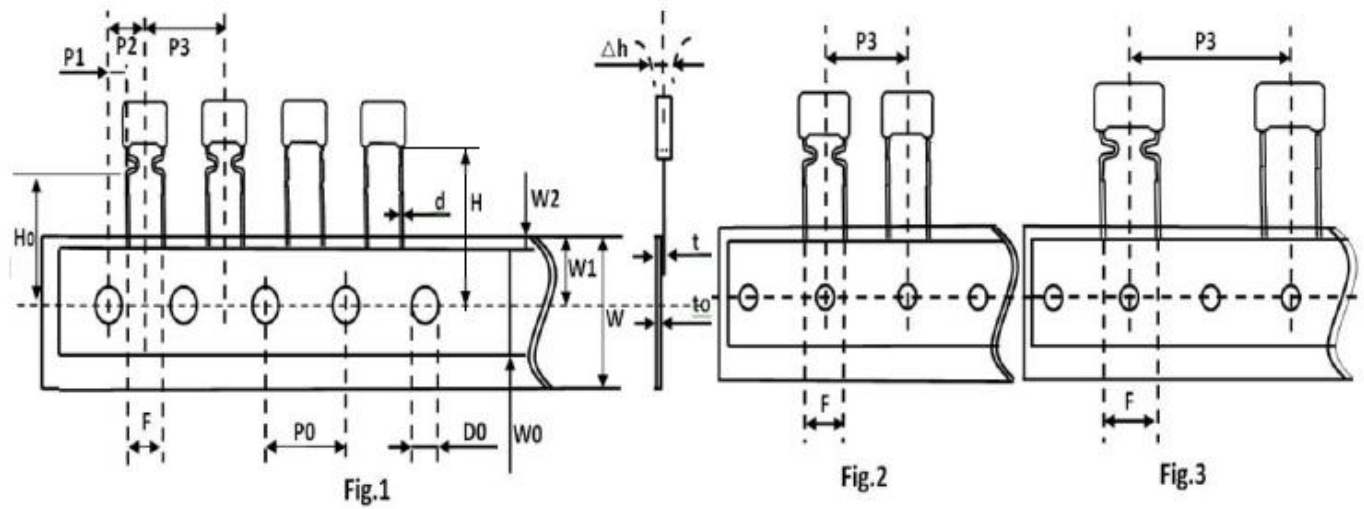 P2 P3
P1
Δh
P3
P3
H0
d
H
W2
W1
W
t
to
F
P0
D0
W0
F
F
Fig.1
Fig.2
Fig.3